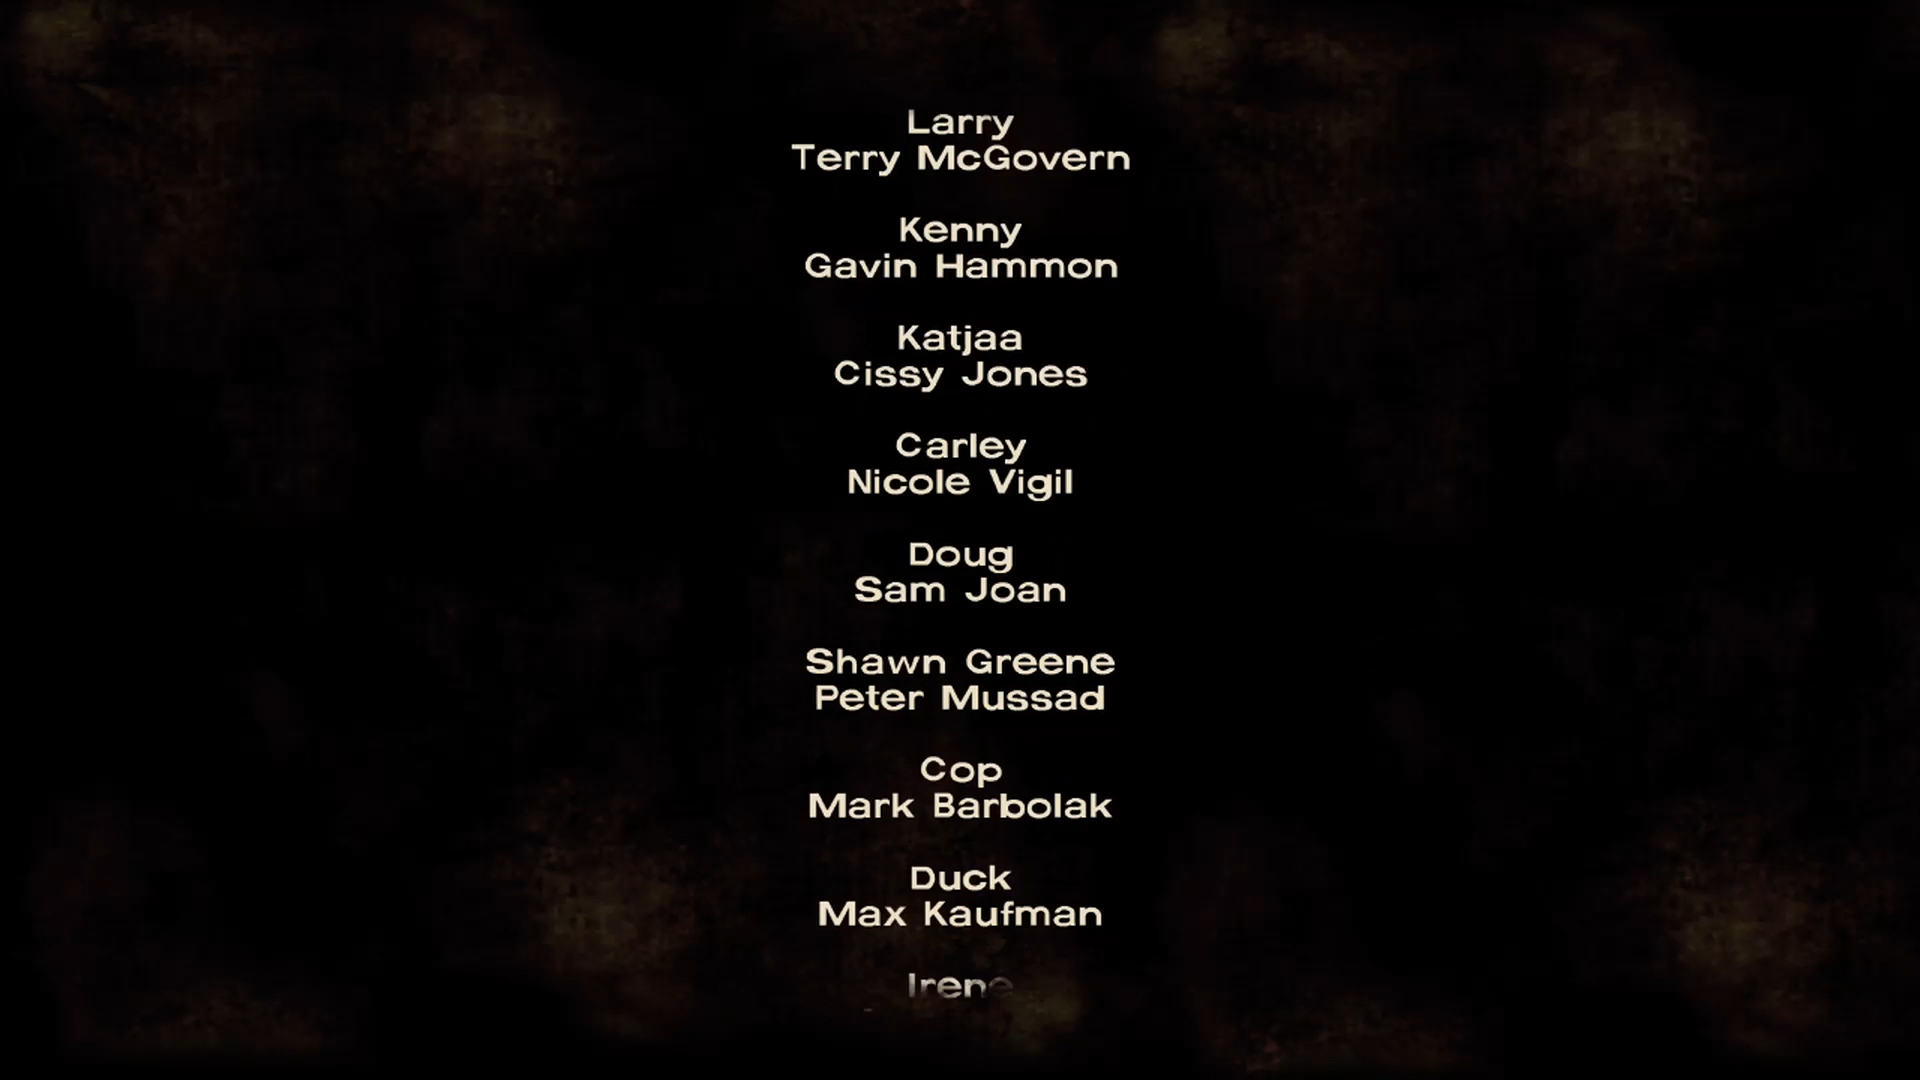 Larry
Terry McGovern
Kenny
Gavin Hammon
Katjaa
Cissy Jones
Carley
Nicole Vigil
Doug
Sam Joan
Shawn Greene
Peter Mussad
Cop
Mark Barbolak
Duck
Max Kaufman
Irene